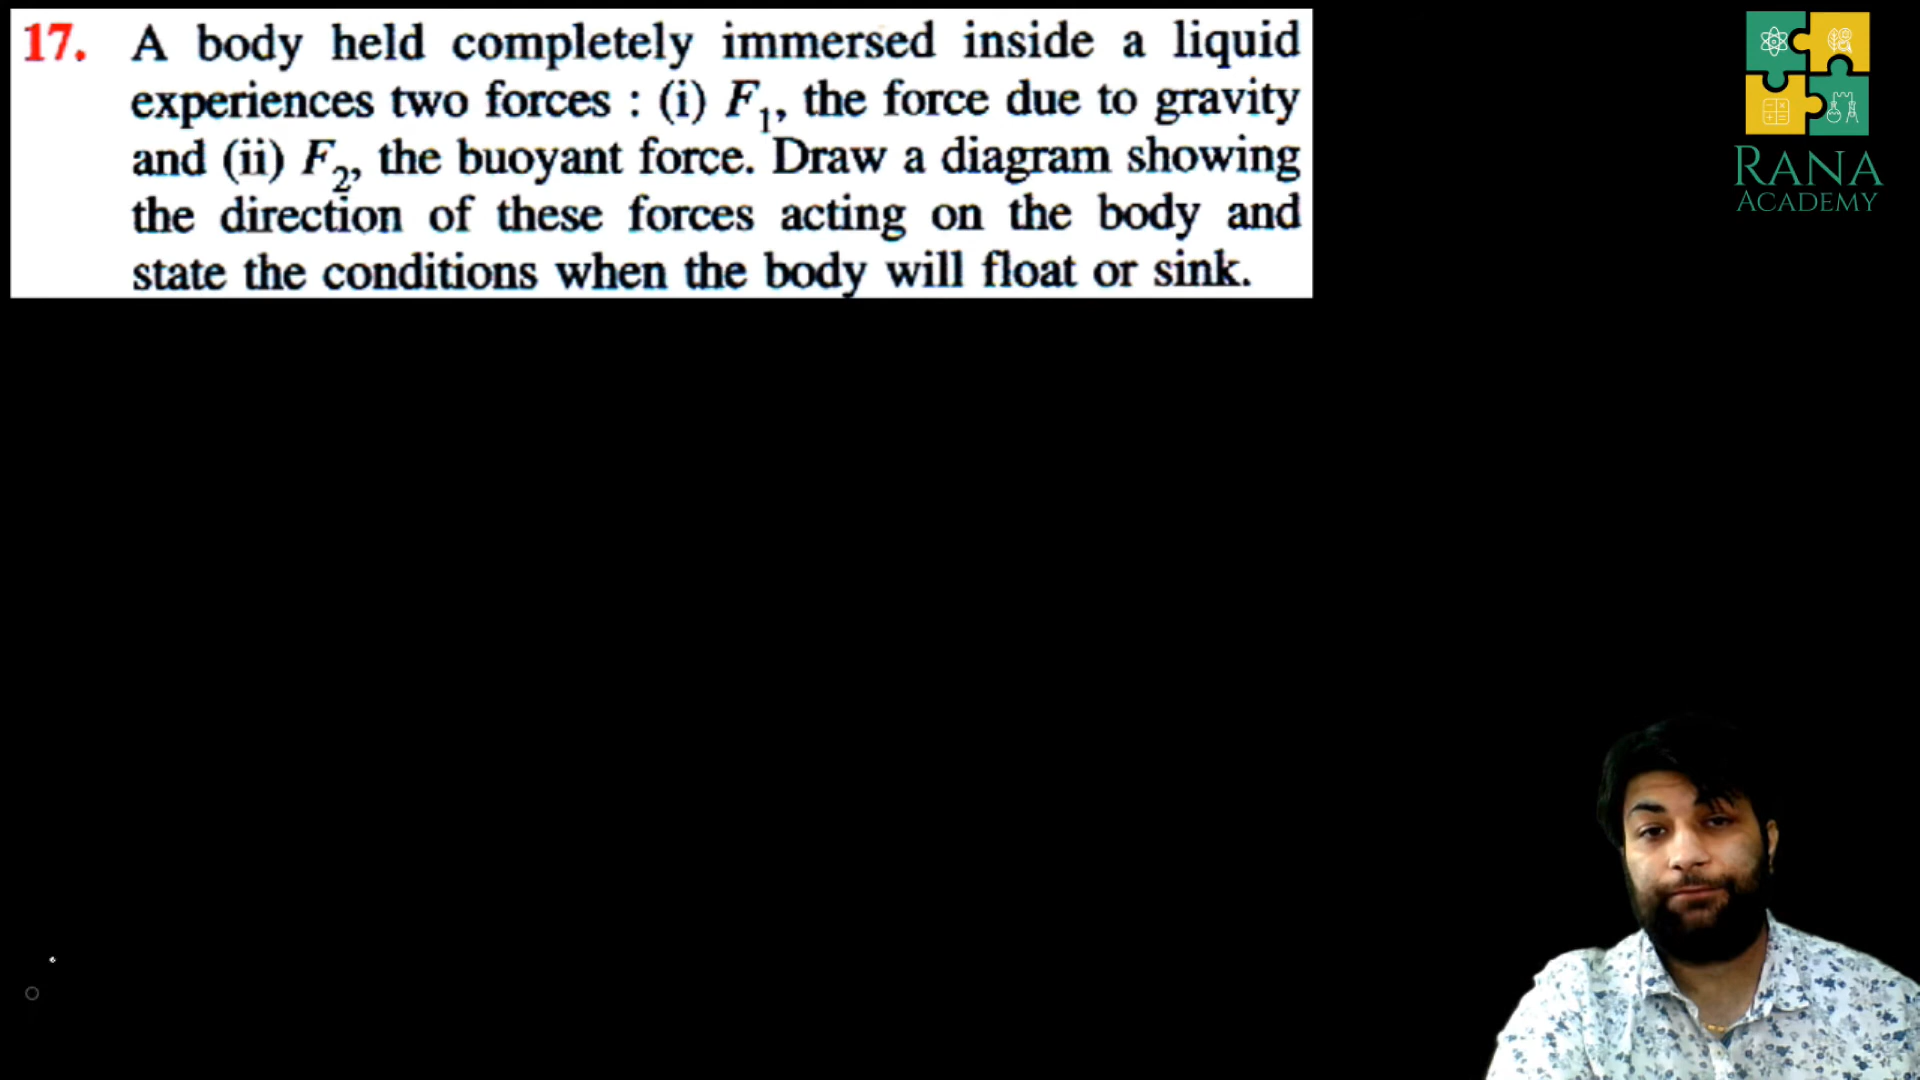 17. A body held completely immersed inside a liquid
experiences two forces : (i) F₁, the force due to gravity
and (ii) F₂, the buoyant force. Draw a diagram showing
the direction of these forces acting on the body and
state the conditions when the body will float or sink.
RANA
ACADEMY